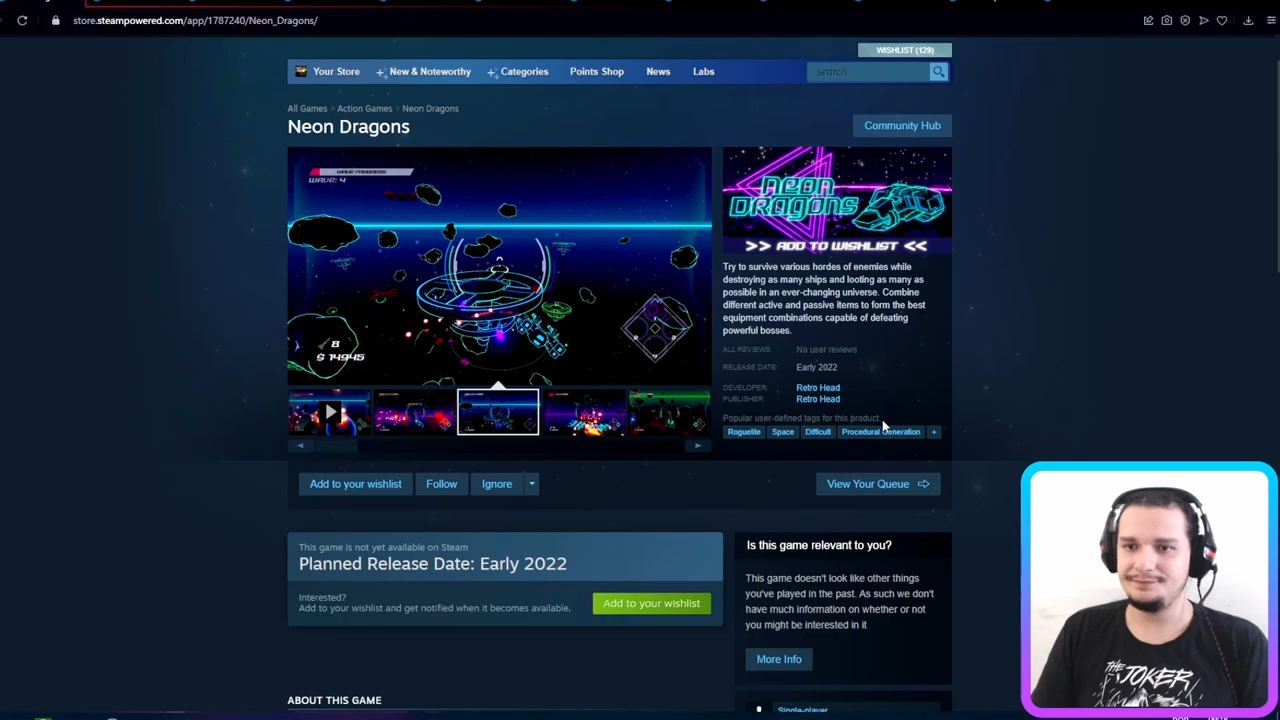 store.steampowered.com/app/1787240/Neon_Dragons/
WISHLIST (129)
Your Store
New & Noteworthy
Categories
Points Shop
News
Labs
search
All Games > Action Games > Neon Dragons
Neon Dragons
Community Hub
WAVE PROGRESS
WAVE: 4
8
$ 14945
NEON
DRAGONS
>> ADD TO WISHLIST <<
Try to survive various hordes of enemies while
destroying as many ships and looting as many as
possible in an ever-changing universe. Combine
different active and passive items to form the best
equipment combinations capable of defeating
powerful bosses.
ALL REVIEWS: No user reviews
RELEASE DATE: Early 2022
DEVELOPER: Retro Head
PUBLISHER: Retro Head
Popular user-defined tags for this product:
Roguelite Space Difficult Procedural Generation +
Add to your wishlist
Follow
Ignore
View Your Queue
This game is not yet available on Steam
Planned Release Date: Early 2022
Interested?
Add to your wishlist and get notified when it becomes available.
Add to your wishlist
Is this game relevant to you?
This game doesn't look like other things
you've played in the past. As such we don't
have much information on whether or not
you might be interested in it
More Info
ABOUT THIS GAME
Single-player
THE
JOKER